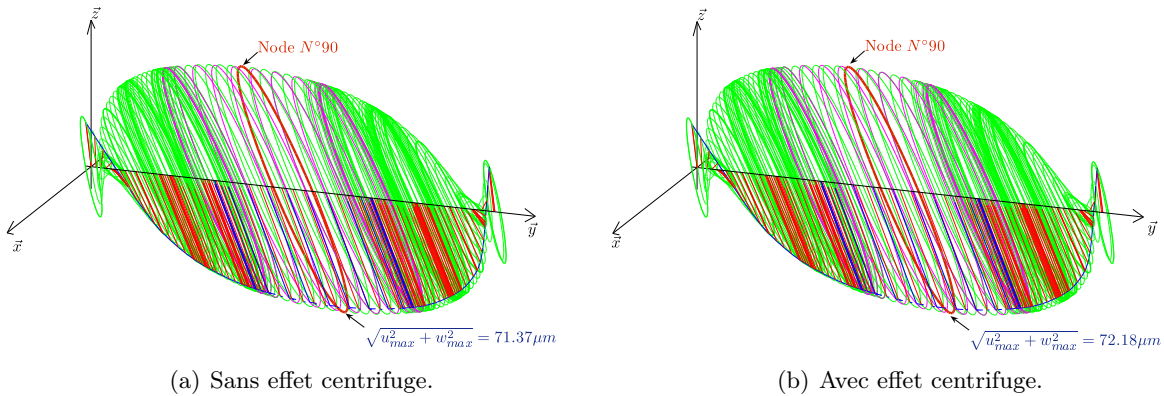 z⃗
Node N°90
x⃗
y⃗
√(u²max + w²max) = 71.37μm
(a) Sans effet centrifuge.
z⃗
Node N°90
x⃗
y⃗
√(u²max + w²max) = 72.18μm
(b) Avec effet centrifuge.